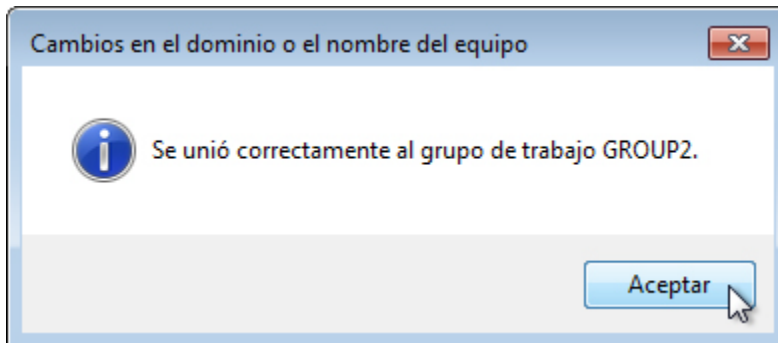 Cambios en el dominio o el nombre del equipo
Se unió correctamente al grupo de trabajo GROUP2.
Aceptar